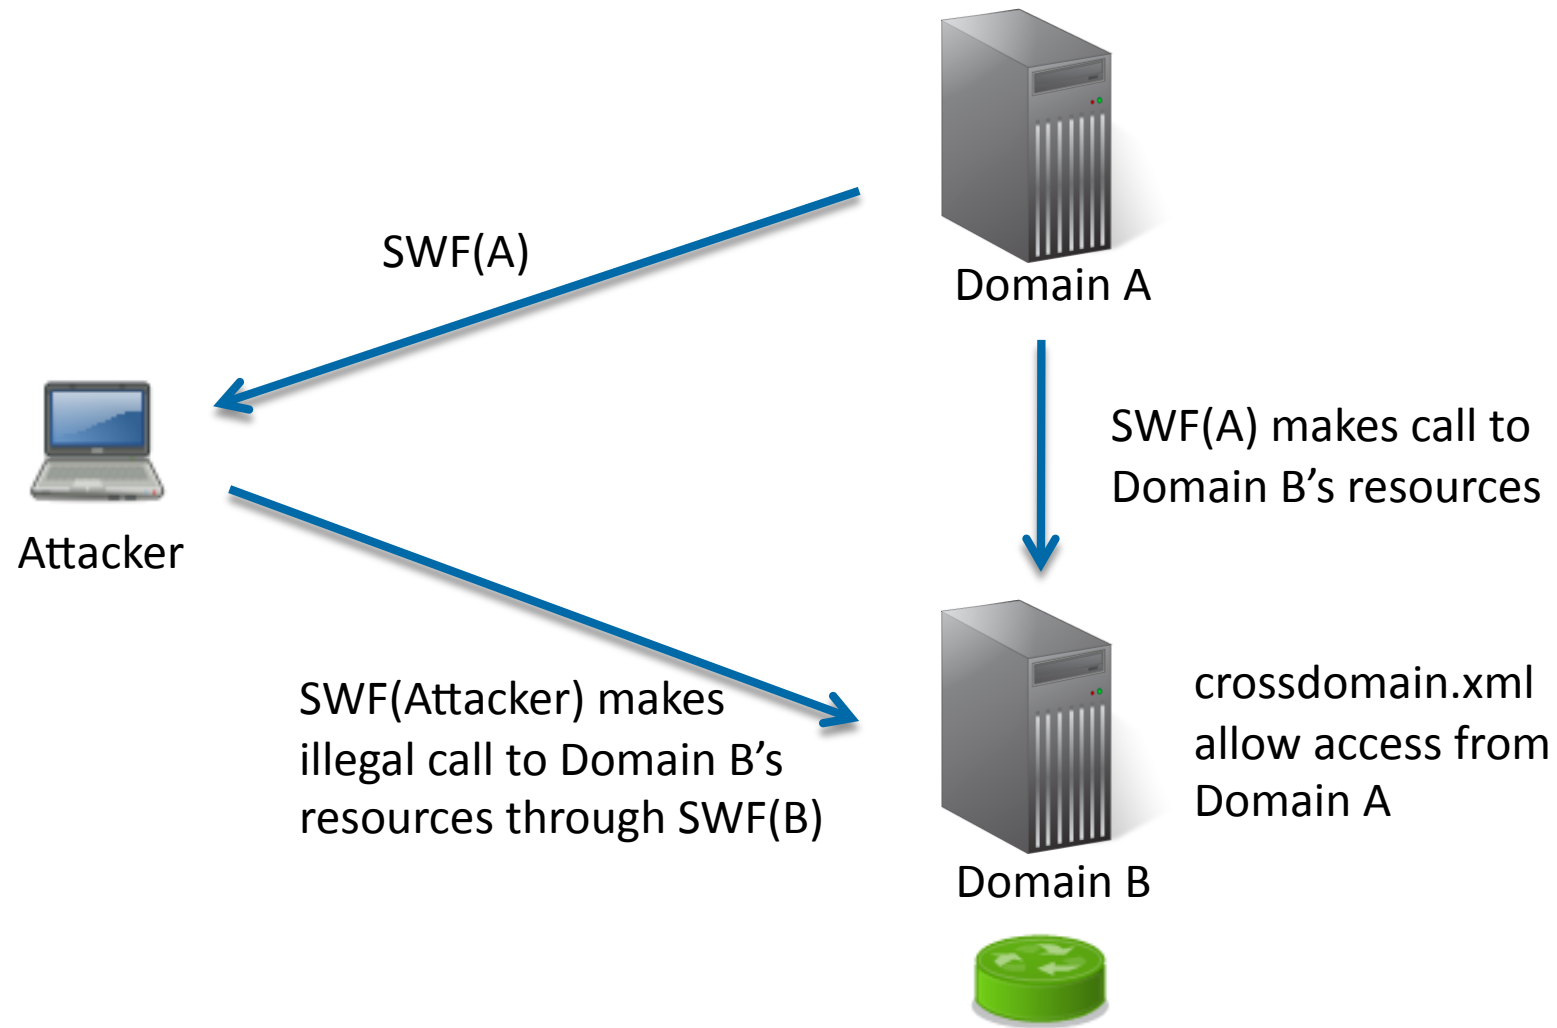 SWF(A)
Domain A
SWF(A) makes call to
Domain B’s resources
Attacker
SWF(Attacker) makes
illegal call to Domain B’s
resources through SWF(B)
crossdomain.xml
allow access from
Domain A
Domain B